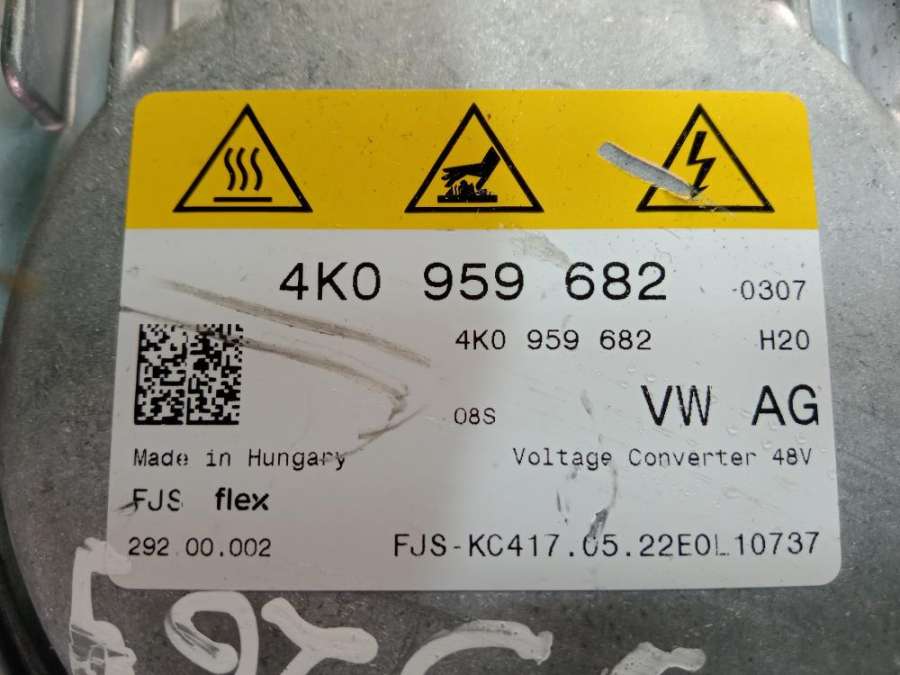 4K0 959 682 0307
4K0 959 682 H20
08S VW AG
Made in Hungary Voltage Converter 48V
FJS flex
292.00.002 FJS-KC417.05.22E0L10737